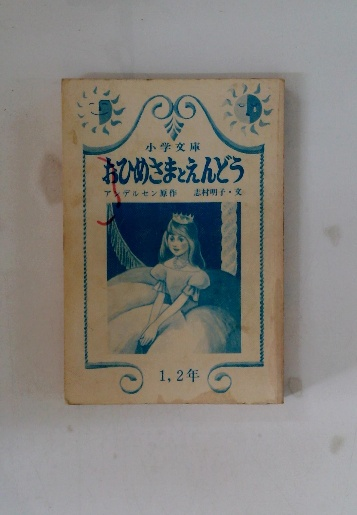 小学文庫
おひめさまとえんどう
アンデルセン原作 志村明子・文
1,2年